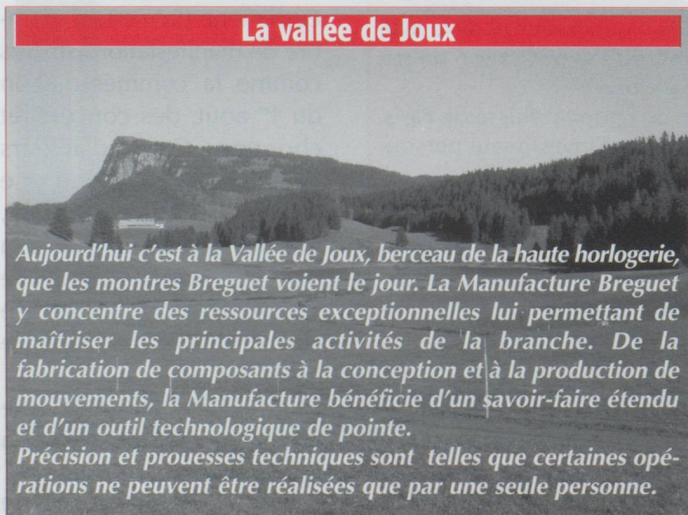 La vallée de Joux
Aujourd'hui c'est à la Vallée de Joux, berceau de la haute horlogerie,
que les montres Breguet voient le jour. La Manufacture Breguet
y concentre des ressources exceptionnelles lui permettant de
maîtriser les principales activités de la branche. De la
fabrication de composants à la conception et à la production de
mouvements, la Manufacture bénéficie d'un savoir-faire étendu
et d'un outil technologique de pointe.
Précision et prouesses techniques sont telles que certaines opé-
rations ne peuvent être réalisées que par une seule personne.